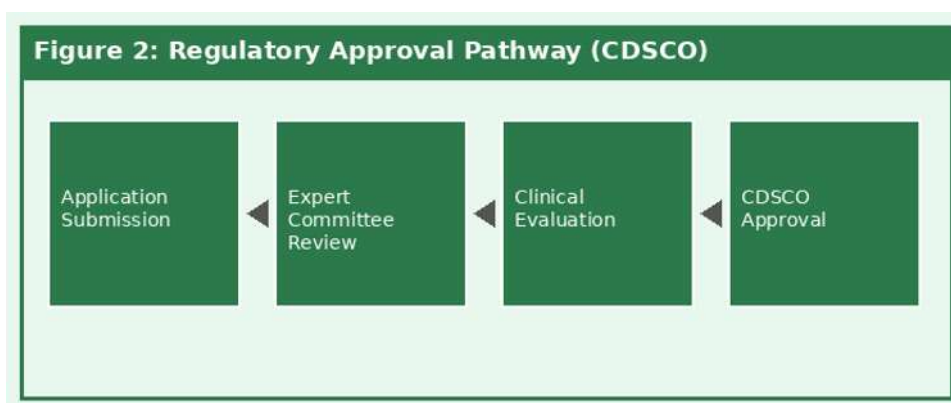 Figure 2: Regulatory Approval Pathway (CDSCO)
Application
Submission
Expert
Committee
Review
Clinical
Evaluation
CDSCO
Approval